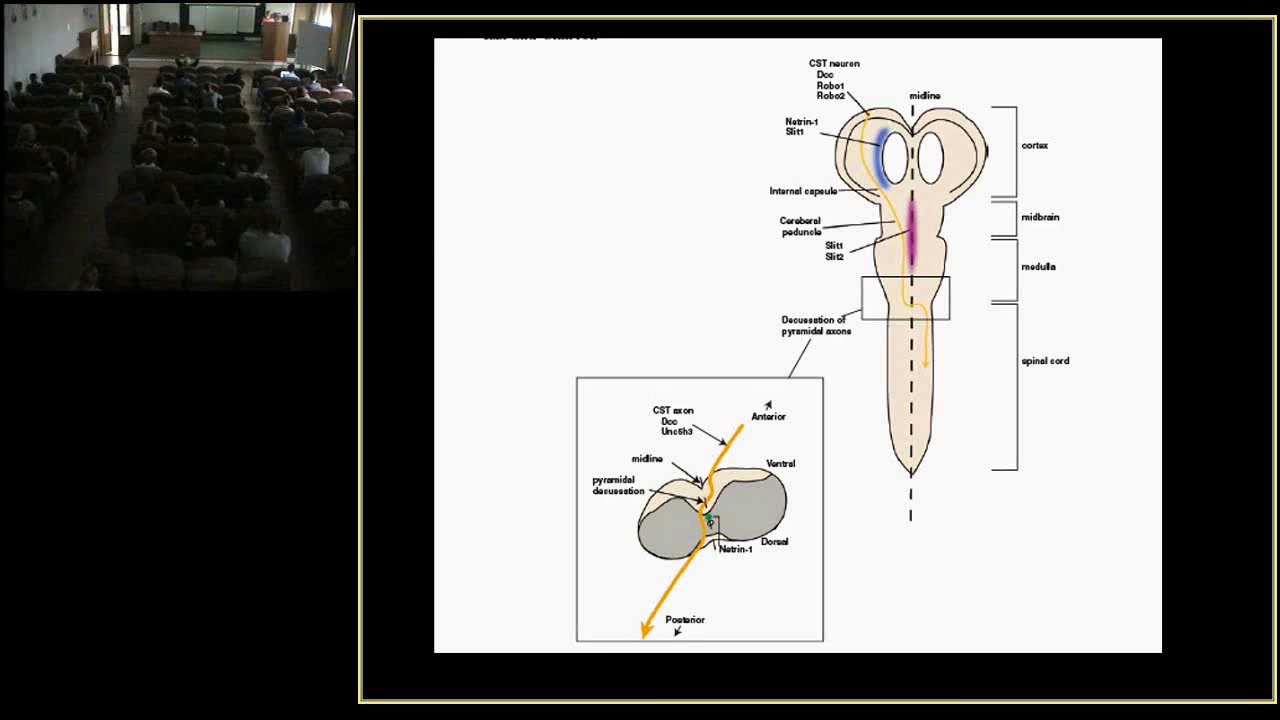 CST neuron
Dcc
Robo1
Robo2
midline
Netrin-1
Slit1
cortex
Internal capsule
Cerebral
peduncle
midbrain
Slit1
Slit2
medulla
Decussation of
pyramidal axons
spinal cord
CST axon
Dcc
Unc5h3
Anterior
midline
Ventral
pyramidal
decussation
Dorsal
Netrin-1
Posterior